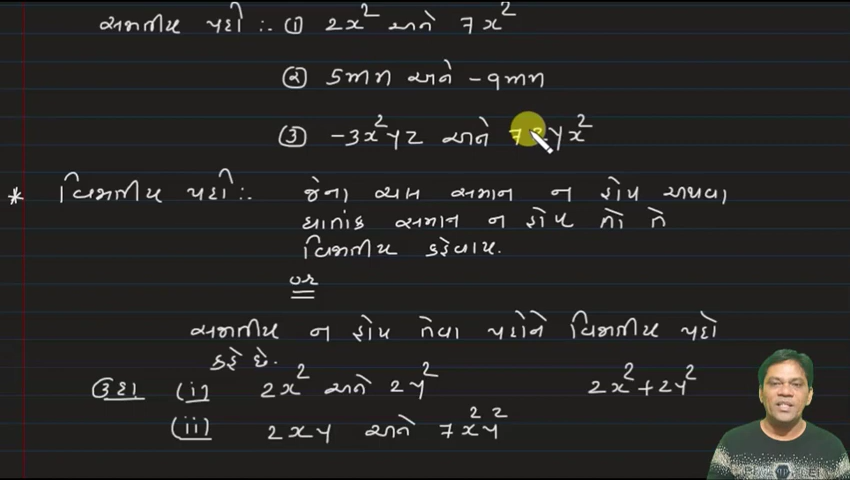 સજાતીય પદો :- ① 2x² અને 7x²
② 5mn અને -9mn
③ -3x²yz અને 7zyx²
* વિજાતીય પદો :- જેના ચલ સમાન ન હોય અથવા
ઘાતાંક સમાન ન હોય તો તે
વિજાતીય કહેવાય.
or
સજાતીય ન હોય તેવા પદોને વિજાતીય પદો
કહે છે.
ઉદા (i) 2x² અને 2y² 2x²+2y²
(ii) 2xy અને 7x²y²